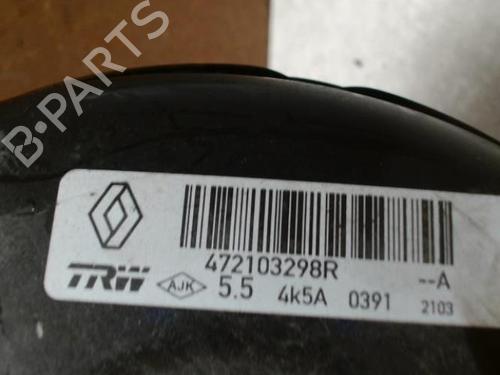 B-PARTS
472103298R --A
TRW AJK 5.5 4k5A 0391 2103